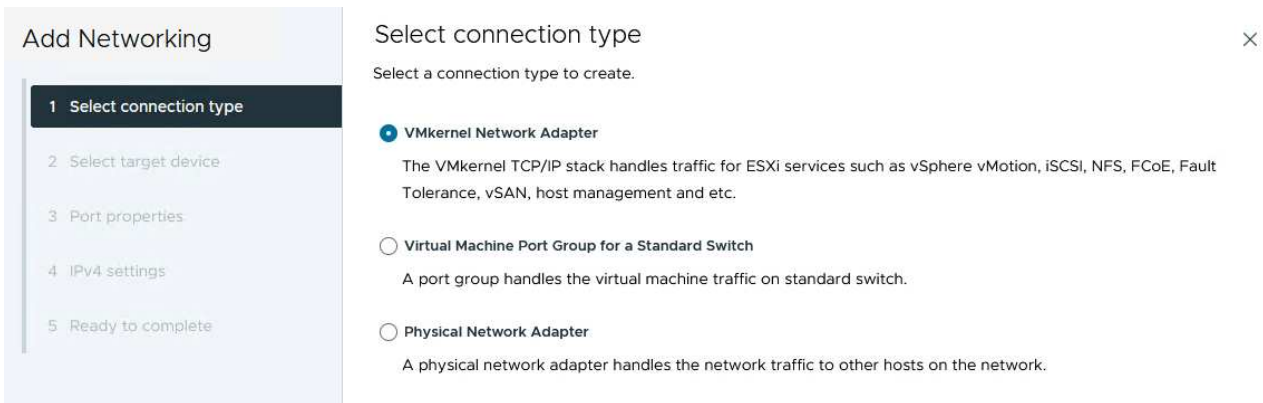 Add Networking
1 Select connection type
2 Select target device
3 Port properties
4 IPv4 settings
5 Ready to complete
Select connection type
Select a connection type to create.
VMkernel Network Adapter
The VMkernel TCP/IP stack handles traffic for ESXi services such as vSphere vMotion, iSCSI, NFS, FCoE, Fault
Tolerance, vSAN, host management and etc.
Virtual Machine Port Group for a Standard Switch
A port group handles the virtual machine traffic on standard switch.
Physical Network Adapter
A physical network adapter handles the network traffic to other hosts on the network.